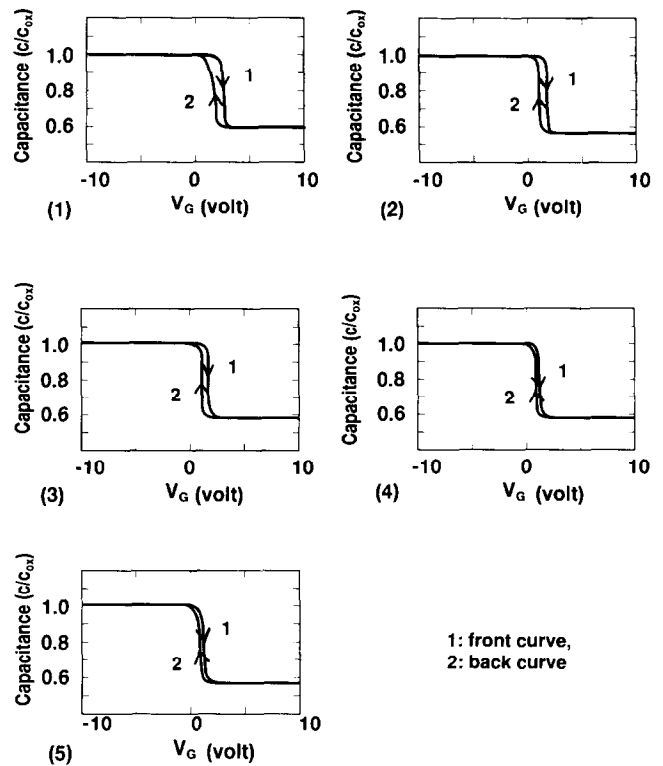 Capacitance (c/c_ox)
1.0
0.8
0.6
1
2
-10 0 10
V_G (volt)
(1)
Capacitance (c/c_ox)
1.0
0.8
0.6
1
2
-10 0 10
V_G (volt)
(2)
Capacitance (c/c_ox)
1.0
0.8
0.6
1
2
-10 0 10
V_G (volt)
(3)
Capacitance (c/c_ox)
1.0
0.8
0.6
1
2
-10 0 10
V_G (volt)
(4)
Capacitance (c/c_ox)
1.0
0.8
0.6
1
2
-10 0 10
V_G (volt)
(5)
1: front curve,
2: back curve